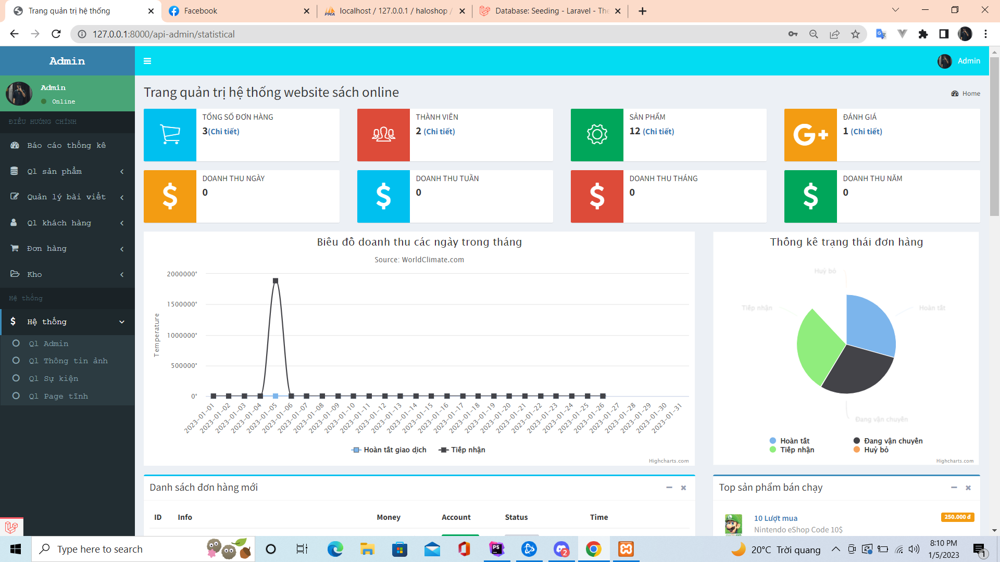 Trang quản trị hệ thống
Facebook
localhost / 127.0.0.1 / haloshop /
Database: Seeding - Laravel - The
127.0.0.1:8000/api-admin/statistical
Admin
Admin
Admin
Online
Trang quản trị hệ thống website sách online
Home
ĐIỀU HƯỚNG CHÍNH
Báo cáo thống kê
Ql sản phẩm
Quản lý bài viết
Ql khách hàng
Đơn hàng
Kho
Hệ thống
Hệ thống
Ql Admin
Ql Thông tin ảnh
Ql Sự kiện
Ql Page tĩnh
TỔNG SỐ ĐƠN HÀNG
3(Chi tiết)
THÀNH VIÊN
2 (Chi tiết)
SẢN PHẨM
12 (Chi tiết)
G+
ĐÁNH GIÁ
1 (Chi tiết)
$
DOANH THU NGÀY
0
$
DOANH THU TUẦN
0
$
DOANH THU THÁNG
0
$
DOANH THU NĂM
0
Biểu đồ doanh thu các ngày trong tháng
Source: WorldClimate.com
Temperature
2000000°
1500000°
1000000°
500000°
0°
2023-01-01
2023-01-02
2023-01-03
2023-01-04
2023-01-05
2023-01-06
2023-01-07
2023-01-08
2023-01-09
2023-01-10
2023-01-11
2023-01-12
2023-01-13
2023-01-14
2023-01-15
2023-01-16
2023-01-17
2023-01-18
2023-01-19
2023-01-20
2023-01-21
2023-01-22
2023-01-23
2023-01-24
2023-01-25
2023-01-26
2023-01-27
2023-01-28
2023-01-29
2023-01-30
2023-01-31
Hoàn tất giao dịch
Tiếp nhận
Highcharts.com
Thống kê trạng thái đơn hàng
Huỷ bỏ
Tiếp nhận
Hoàn tất
Đang vận chuyển
Hoàn tất
Đang vận chuyển
Tiếp nhận
Huỷ bỏ
Highcharts.com
Danh sách đơn hàng mới
ID Info Money Account Status Time
Top sản phẩm bán chạy
10 Lượt mua
250.000 đ
Nintendo eShop Code 10$
Type here to search
PS
2
20°C Trời quang
8:10 PM
1/5/2023
1